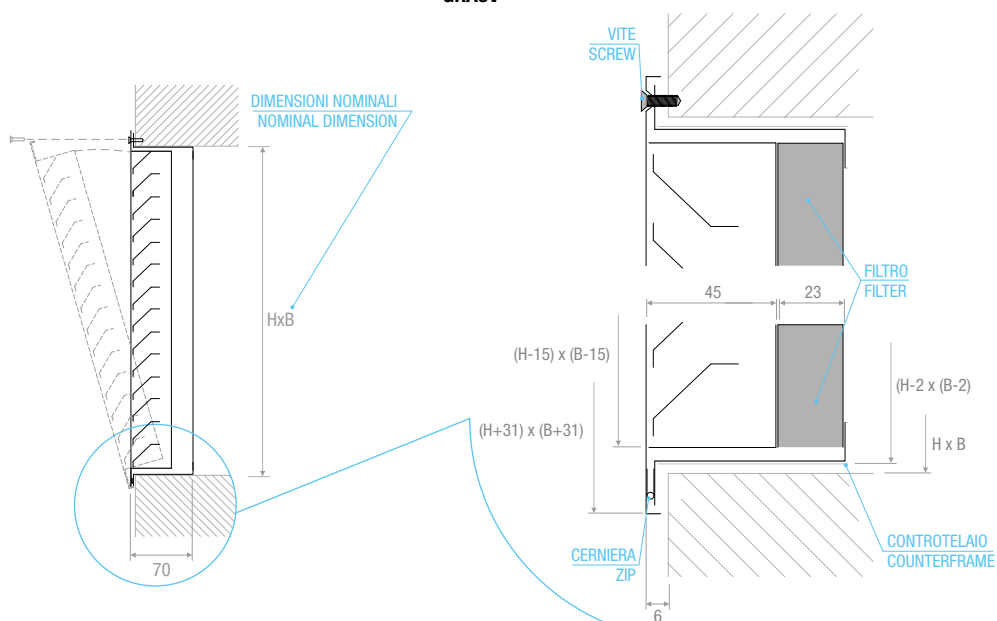 VITE
SCREW
DIMENSIONI NOMINALI
NOMINAL DIMENSION
HxB
70
45
23
FILTRO
FILTER
(H-15) x (B-15)
(H+31) x (B+31)
(H-2 x (B-2)
H x B
CERNIERA
ZIP
CONTROTELAIO
COUNTERFRAME
6